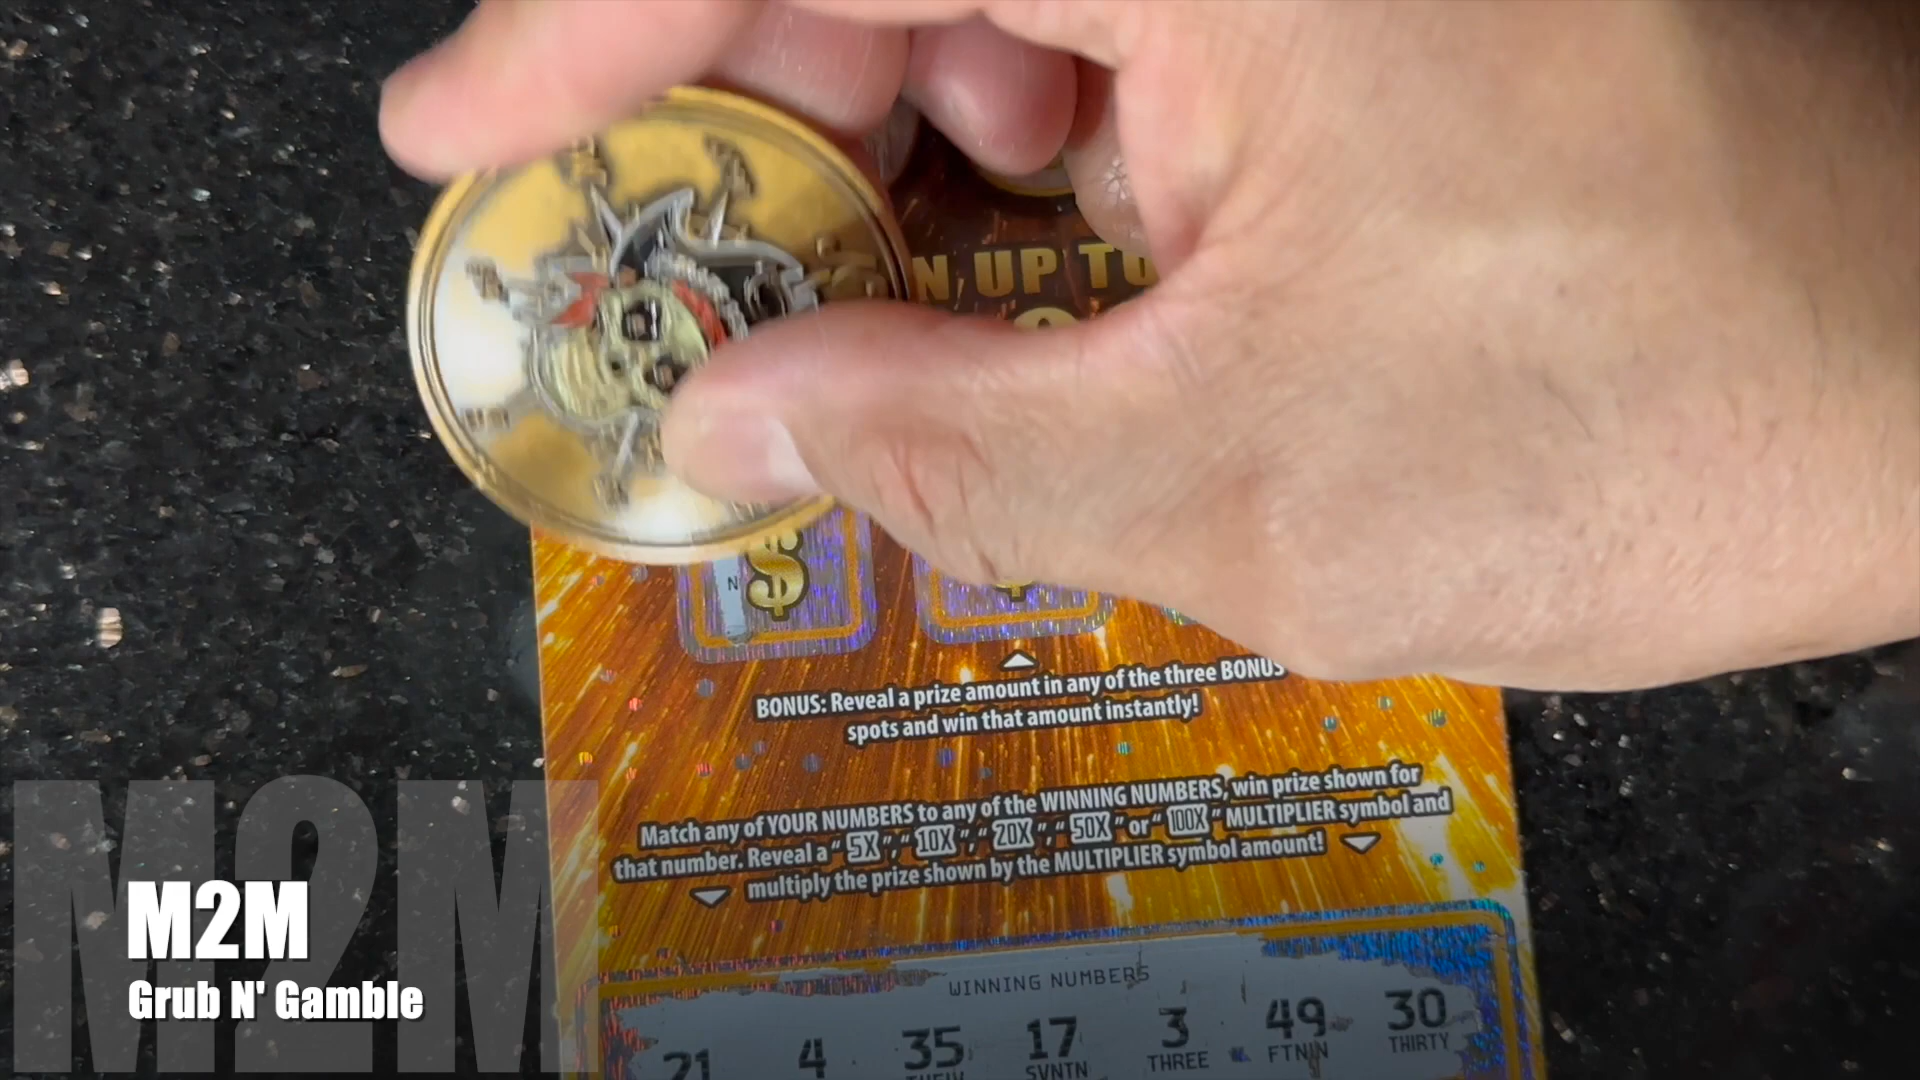 N UP TO
N
BONUS: Reveal a prize amount in any of the three BONUS
spots and win that amount instantly!
Match any of YOUR NUMBERS to any of the WINNING NUMBERS, win prize shown for
that number. Reveal a "5X", "10X", "20X", "50X" or "100X" MULTIPLIER symbol and
multiply the prize shown by the MULTIPLIER symbol amount!
WINNING NUMBERS
21 4 35 17 3 49 30
SVNTN THREE FTNIN THIRTY
M2M
M2M
Grub N' Gamble